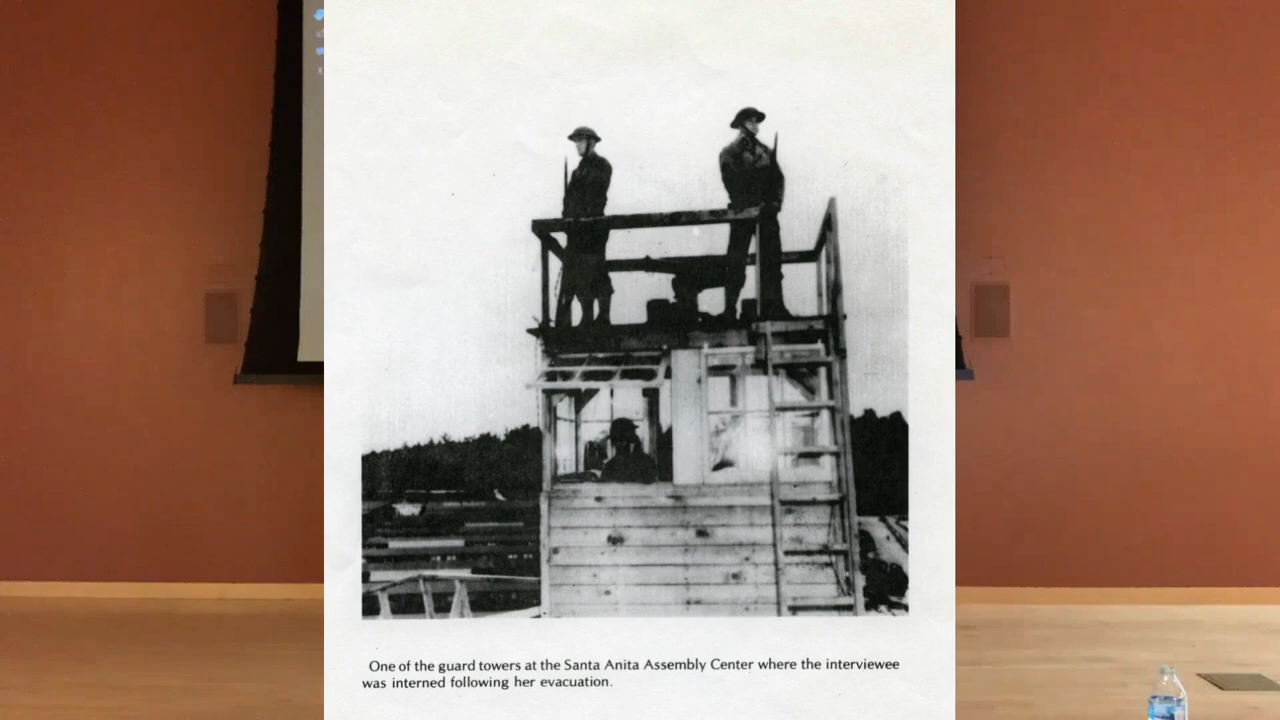 One of the guard towers at the Santa Anita Assembly Center where the interviewee
was interned following her evacuation.